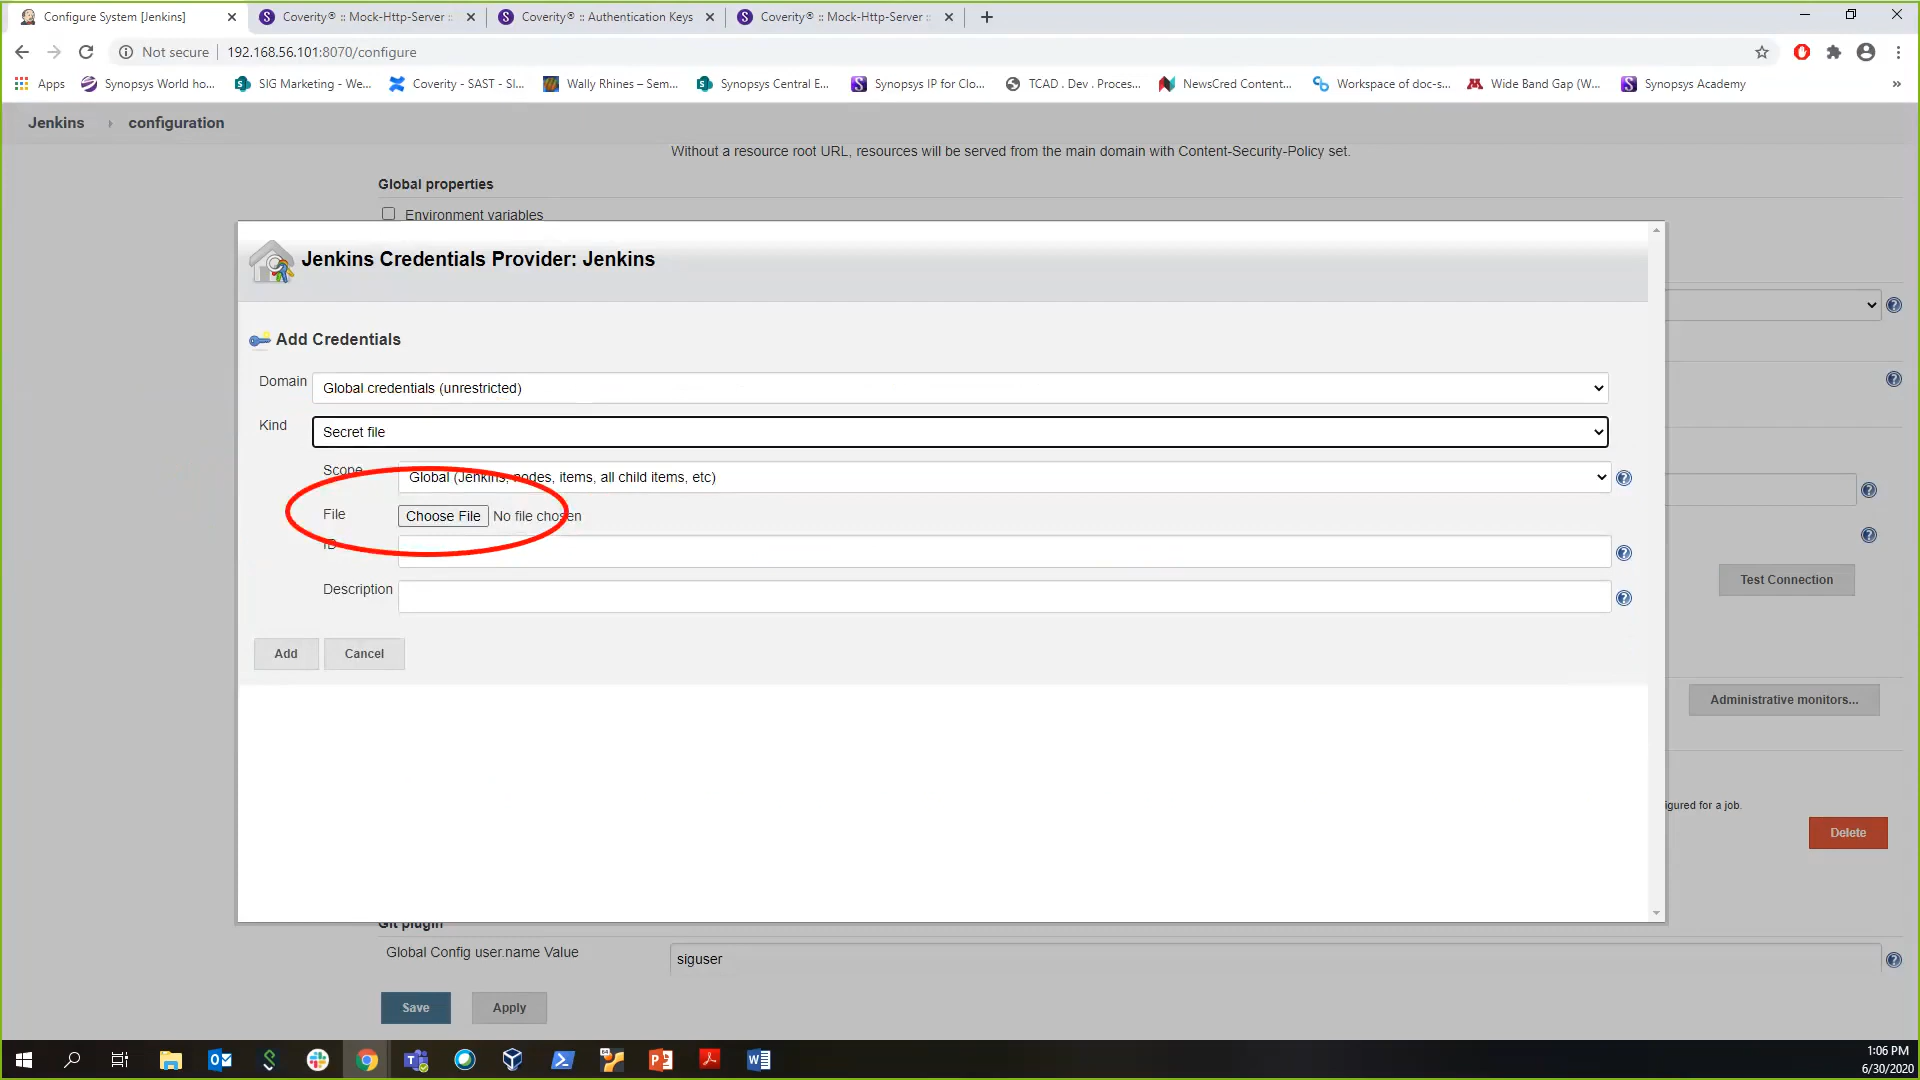 Configure System [Jenkins]
Coverity® :: Mock-Http-Server ::
Coverity® :: Authentication Keys
Coverity® :: Mock-Http-Server ::
Not secure
192.168.56.101:8070/configure
Apps
Synopsys World ho...
SIG Marketing - We...
Coverity - SAST - SI...
Wally Rhines – Sem...
Synopsys Central E...
Synopsys IP for Clo...
TCAD . Dev . Proces...
NewsCred Content...
Workspace of doc-s...
Wide Band Gap (W...
Synopsys Academy
»
Jenkins
configuration
Without a resource root URL, resources will be served from the main domain with Content-Security-Policy set.
Global properties
Environment variables
Jenkins Credentials Provider: Jenkins
Add Credentials
Domain
Global credentials (unrestricted)
Kind
Secret file
Scope
Global (Jenkins, nodes, items, all child items, etc)
File
Choose File No file chosen
ID
Description
Add
Cancel
Test Connection
Administrative monitors...
igured for a job.
Delete
Git plugin
Global Config user.name Value
siguser
Save
Apply
1:06 PM
6/30/2020